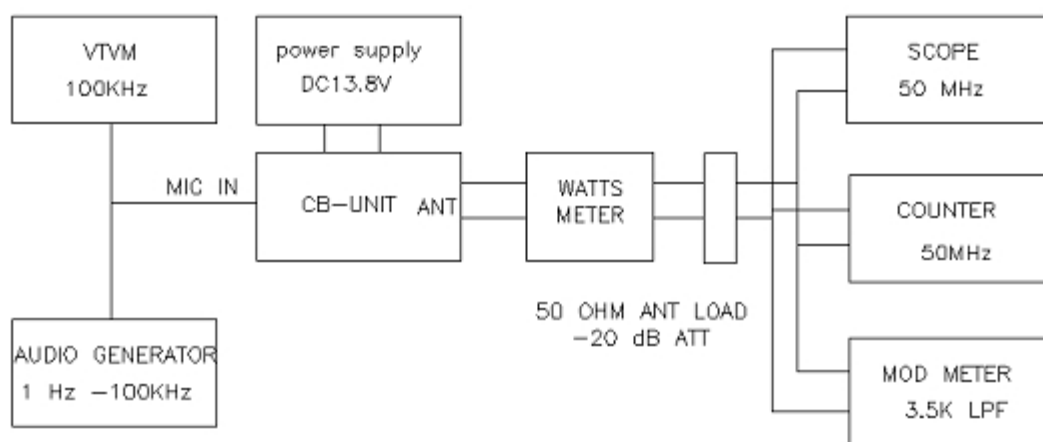 VTVM
100KHz
power supply
DC13.8V
SCOPE
50 MHz
MIC IN
CB-UNIT
ANT
WATTS
METER
COUNTER
50MHz
50 OHM ANT LOAD
-20 dB ATT
AUDIO GENERATOR
1 Hz -100KHz
MOD METER
3.5K LPF